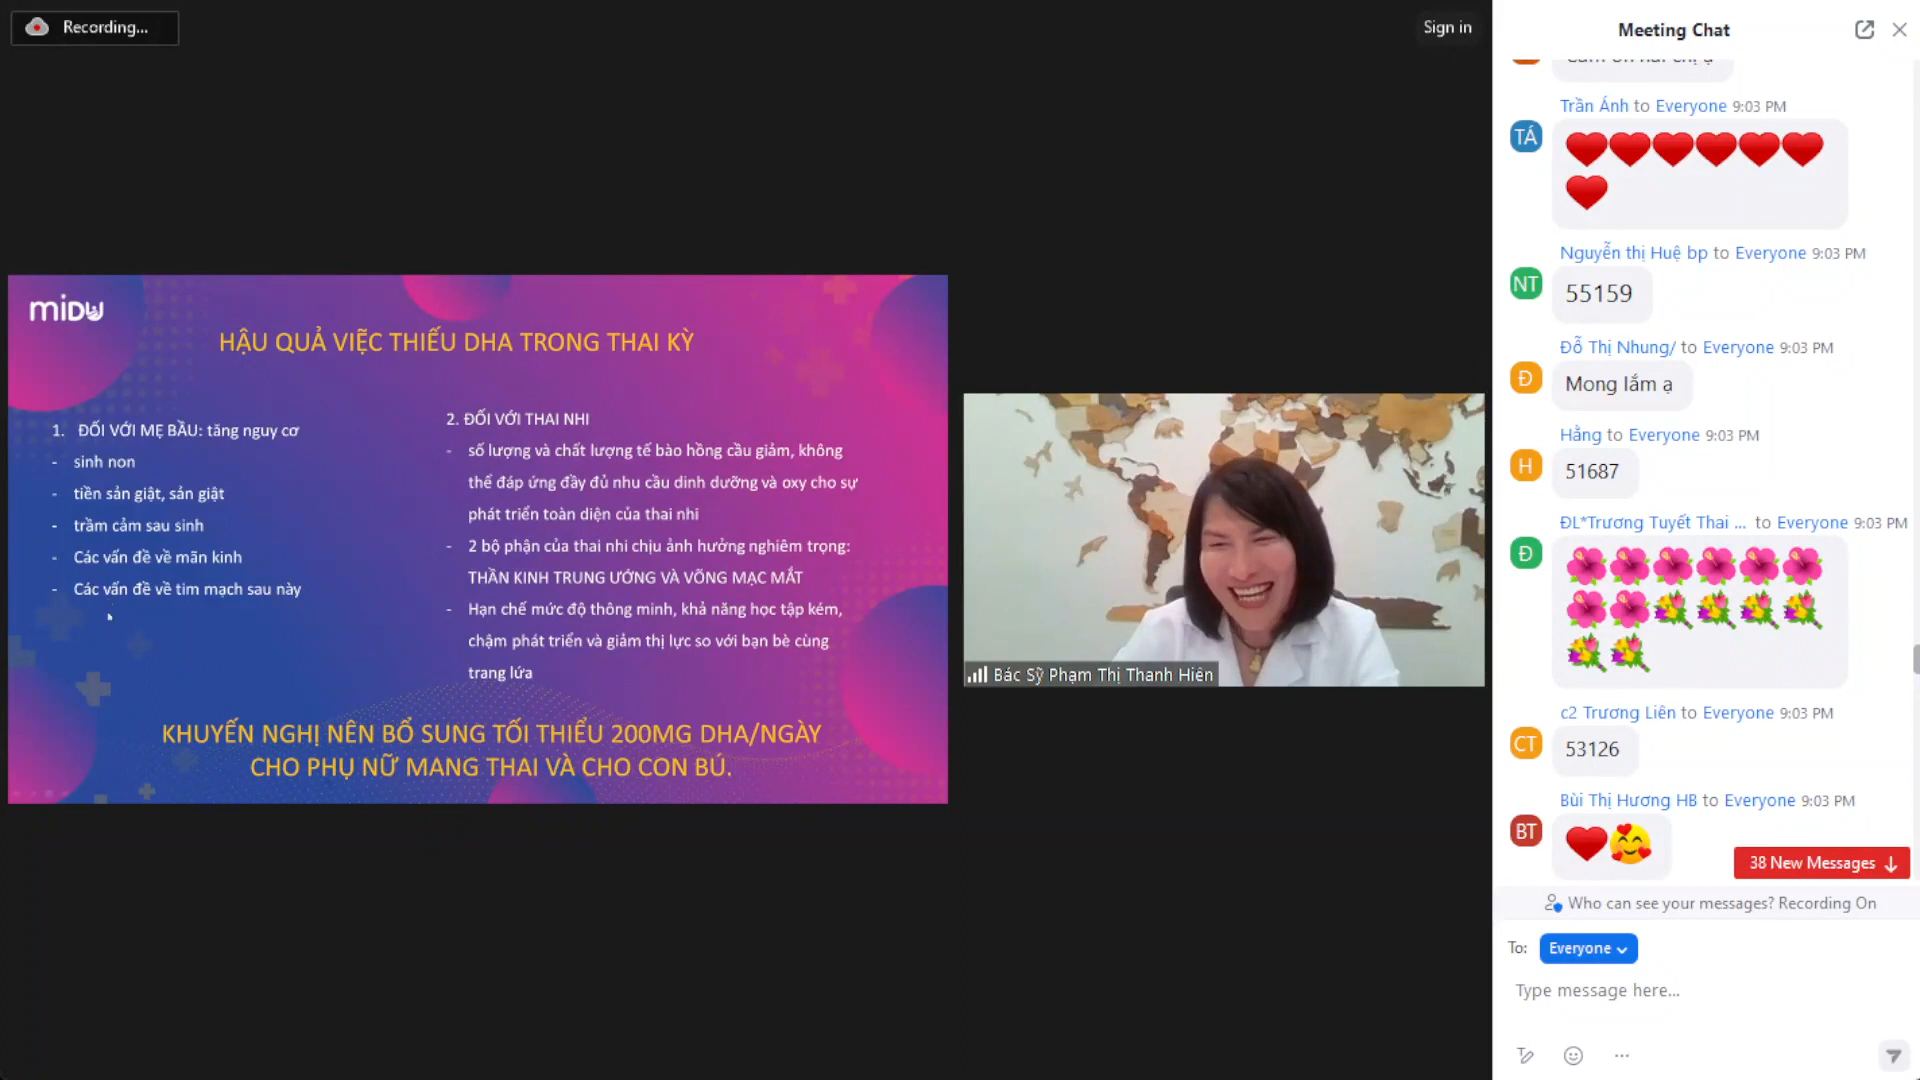 Recording...
Sign in
miDU
HẬU QUẢ VIỆC THIẾU DHA TRONG THAI KỲ
1. ĐỐI VỚI MẸ BẦU: tăng nguy cơ
- sinh non
- tiền sản giật, sản giật
- trầm cảm sau sinh
- Các vấn đề về mãn kinh
- Các vấn đề về tim mạch sau này
2. ĐỐI VỚI THAI NHI
- số lượng và chất lượng tế bào hồng cầu giảm, không
thể đáp ứng đầy đủ nhu cầu dinh dưỡng và oxy cho sự
phát triển toàn diện của thai nhi
- 2 bộ phận của thai nhi chịu ảnh hưởng nghiêm trọng:
THẦN KINH TRUNG ƯỚNG VÀ VÕNG MẠC MẮT
- Hạn chế mức độ thông minh, khả năng học tập kém,
chậm phát triển và giảm thị lực so với bạn bè cùng
trang lứa
KHUYẾN NGHỊ NÊN BỔ SUNG TỐI THIỂU 200MG DHA/NGÀY
CHO PHỤ NỮ MANG THAI VÀ CHO CON BÚ.
Bác Sỹ Phạm Thị Thanh Hiên
Meeting Chat
Trần Ánh to Everyone 9:03 PM
TÁ
Nguyễn thị Huệ bp to Everyone 9:03 PM
NT
55159
Đỗ Thị Nhung/ to Everyone 9:03 PM
Đ
Mong lắm ạ
Hằng to Everyone 9:03 PM
H
51687
ĐL*Trương Tuyết Thai ... to Everyone 9:03 PM
Đ
c2 Trương Liên to Everyone 9:03 PM
CT
53126
Bùi Thị Hương HB to Everyone 9:03 PM
BT
38 New Messages
Who can see your messages? Recording On
To: Everyone
Type message here...